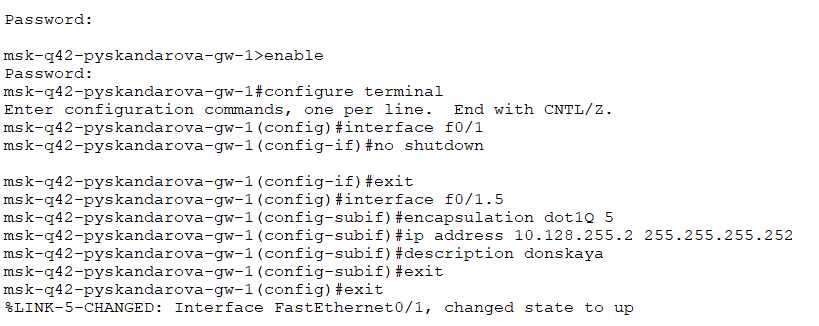 Password:
msk-q42-pyskandarova-gw-1>enable
Password:
msk-q42-pyskandarova-gw-1#configure terminal
Enter configuration commands, one per line.  End with CNTL/Z.
msk-q42-pyskandarova-gw-1(config)#interface f0/1
msk-q42-pyskandarova-gw-1(config-if)#no shutdown
msk-q42-pyskandarova-gw-1(config-if)#exit
msk-q42-pyskandarova-gw-1(config)#interface f0/1.5
msk-q42-pyskandarova-gw-1(config-subif)#encapsulation dot1Q 5
msk-q42-pyskandarova-gw-1(config-subif)#ip address 10.128.255.2 255.255.255.252
msk-q42-pyskandarova-gw-1(config-subif)#description donskaya
msk-q42-pyskandarova-gw-1(config-subif)#exit
msk-q42-pyskandarova-gw-1(config)#exit
%LINK-5-CHANGED: Interface FastEthernet0/1, changed state to up